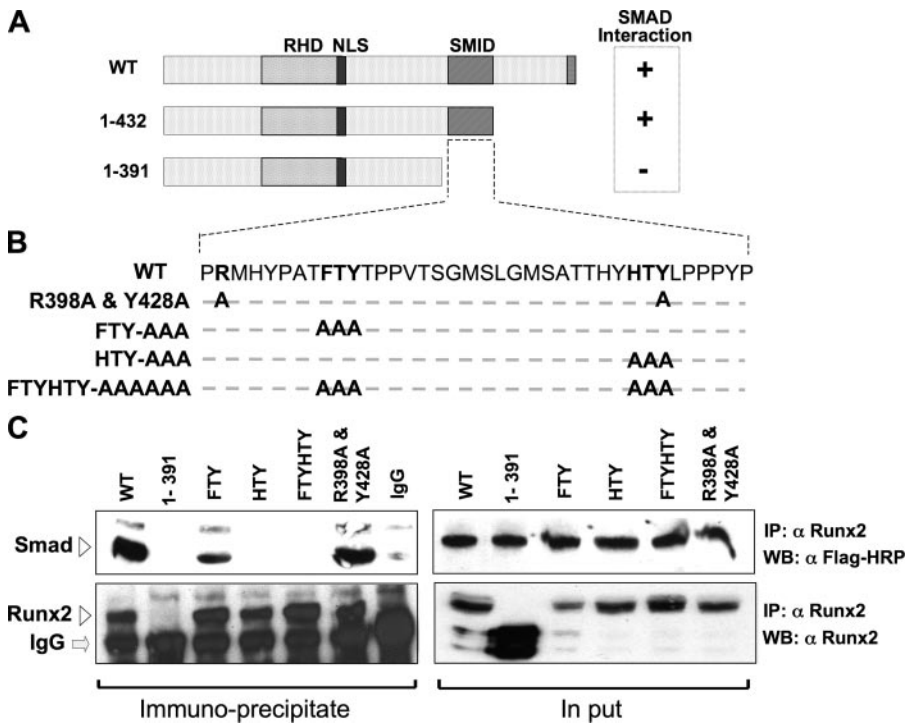 A
SMAD
Interaction
RHD NLS SMID
WT +
1-432 +
1-391 -
B
WT PRMHYPATFTYTPPVTSGMSLGMSATTHYHTYLPPPYP
R398A & Y428A A A
FTY-AAA AAA
HTY-AAA AAA
FTYHTY-AAAAAA AAA AAA
C
WT 1- 391 FTY HTY FTYHTY R398A & Y428A IgG
WT 1- 391 FTY HTY FTYHTY R398A & Y428A
Smad
IP: α Runx2
WB: α Flag-HRP
Runx2
IgG
IP: α Runx2
WB: α Runx2
Immuno-precipitate
In put